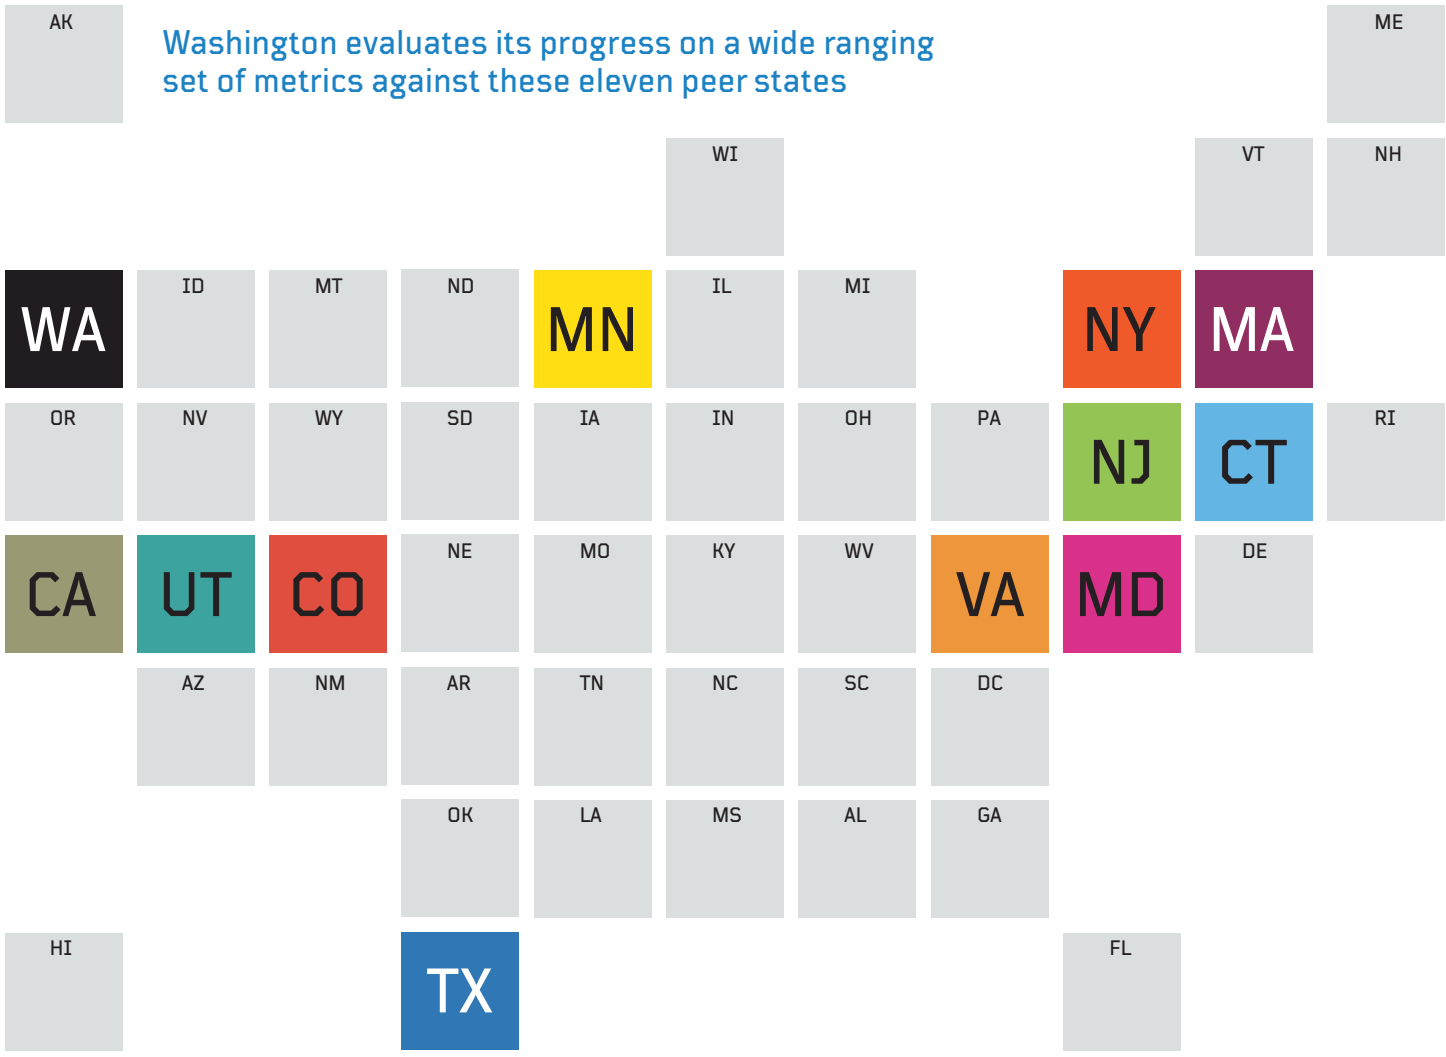 AK
Washington evaluates its progress on a wide ranging
set of metrics against these eleven peer states
ME
WI
VT
NH
WA
ID
MT
ND
MN
IL
MI
NY
MA
OR
NV
WY
SD
IA
IN
OH
PA
NJ
CT
RI
CA
UT
CO
NE
MO
KY
WV
VA
MD
DE
AZ
NM
AR
TN
NC
SC
DC
OK
LA
MS
AL
GA
HI
TX
FL